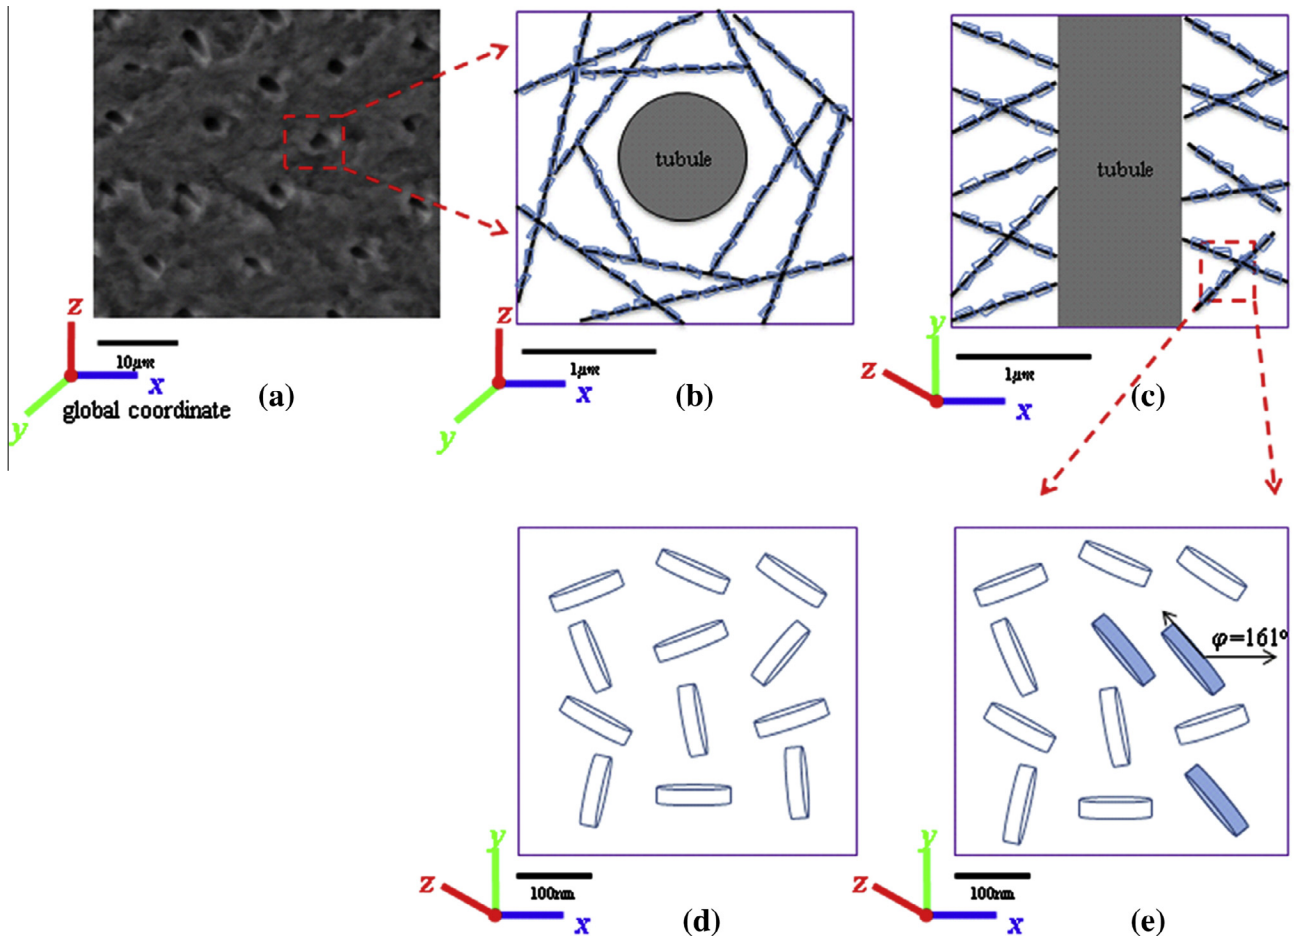 z
10μm
x
y
global coordinate
(a)
tubule
z
1μm
x
y
(b)
tubule
y
z
1μm
x
(c)
y
z
100nm
x
(d)
φ=161°
y
z
100nm
x
(e)